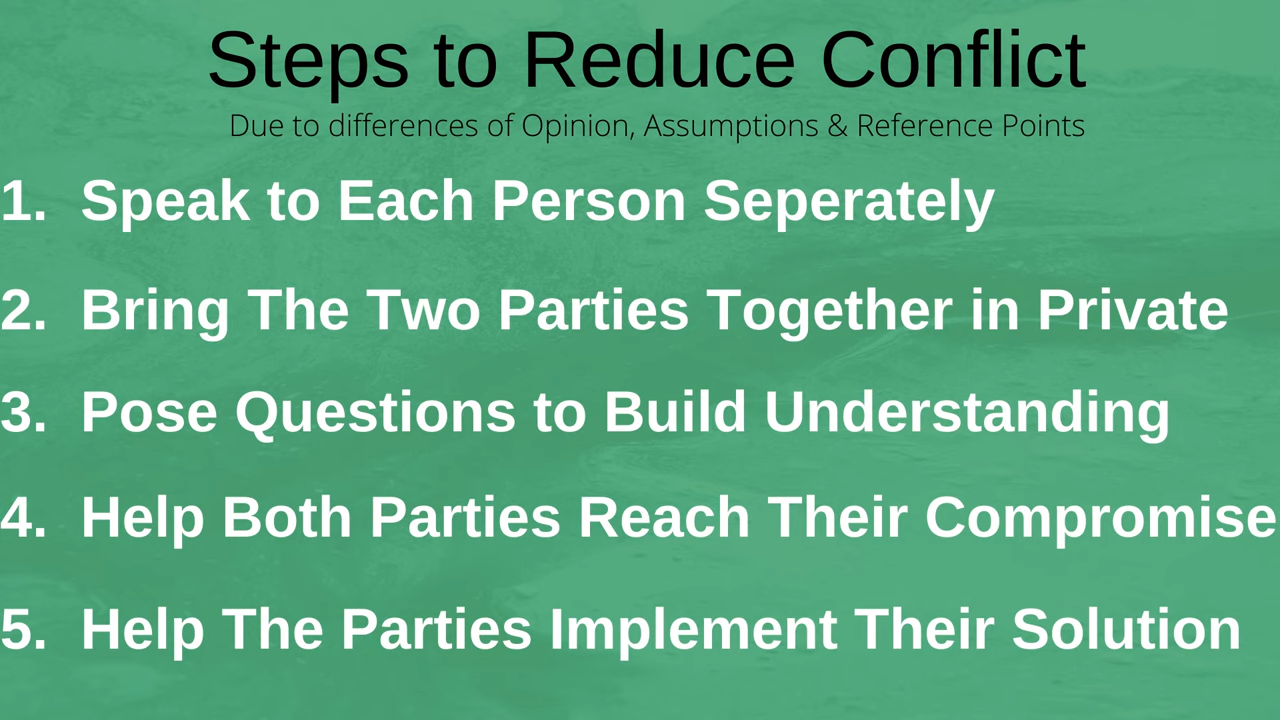 Steps to Reduce Conflict
Due to differences of Opinion, Assumptions & Reference Points
1. Speak to Each Person Seperately
2. Bring The Two Parties Together in Private
3. Pose Questions to Build Understanding
4. Help Both Parties Reach Their Compromise
5. Help The Parties Implement Their Solution